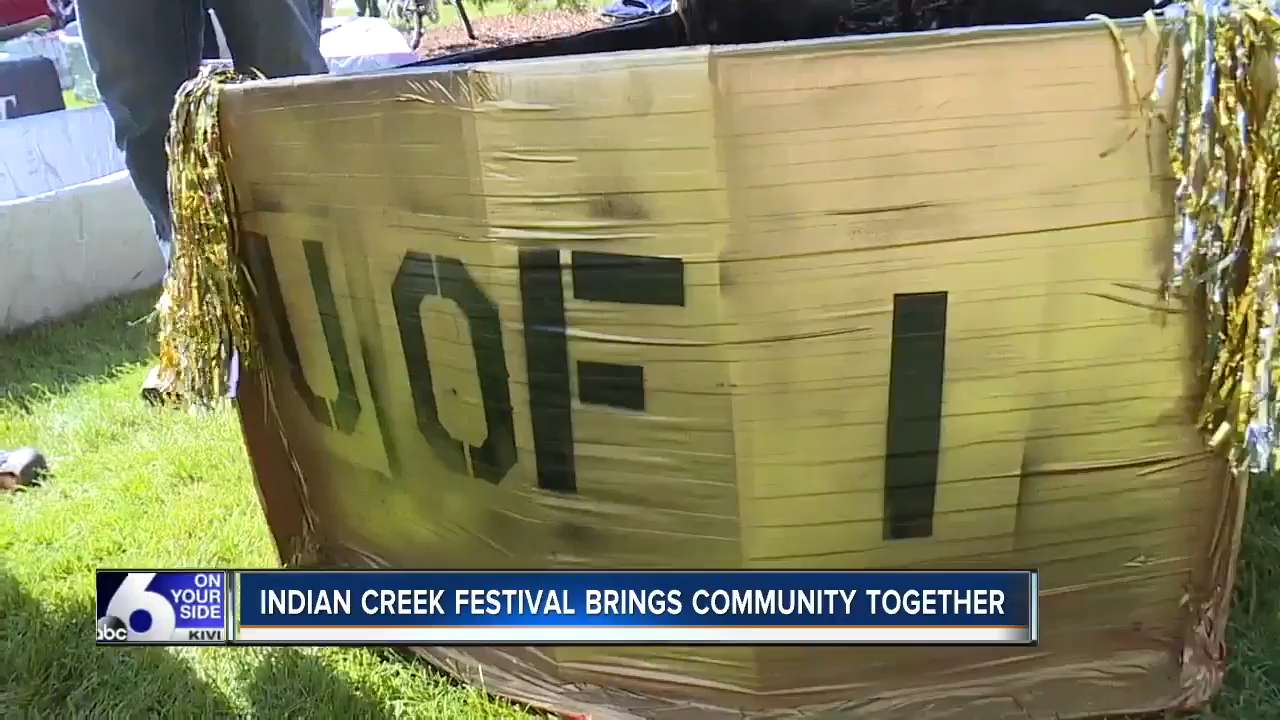 T
U OF I
ON
YOUR
SIDE
abc 6
KIVI
INDIAN CREEK FESTIVAL BRINGS COMMUNITY TOGETHER